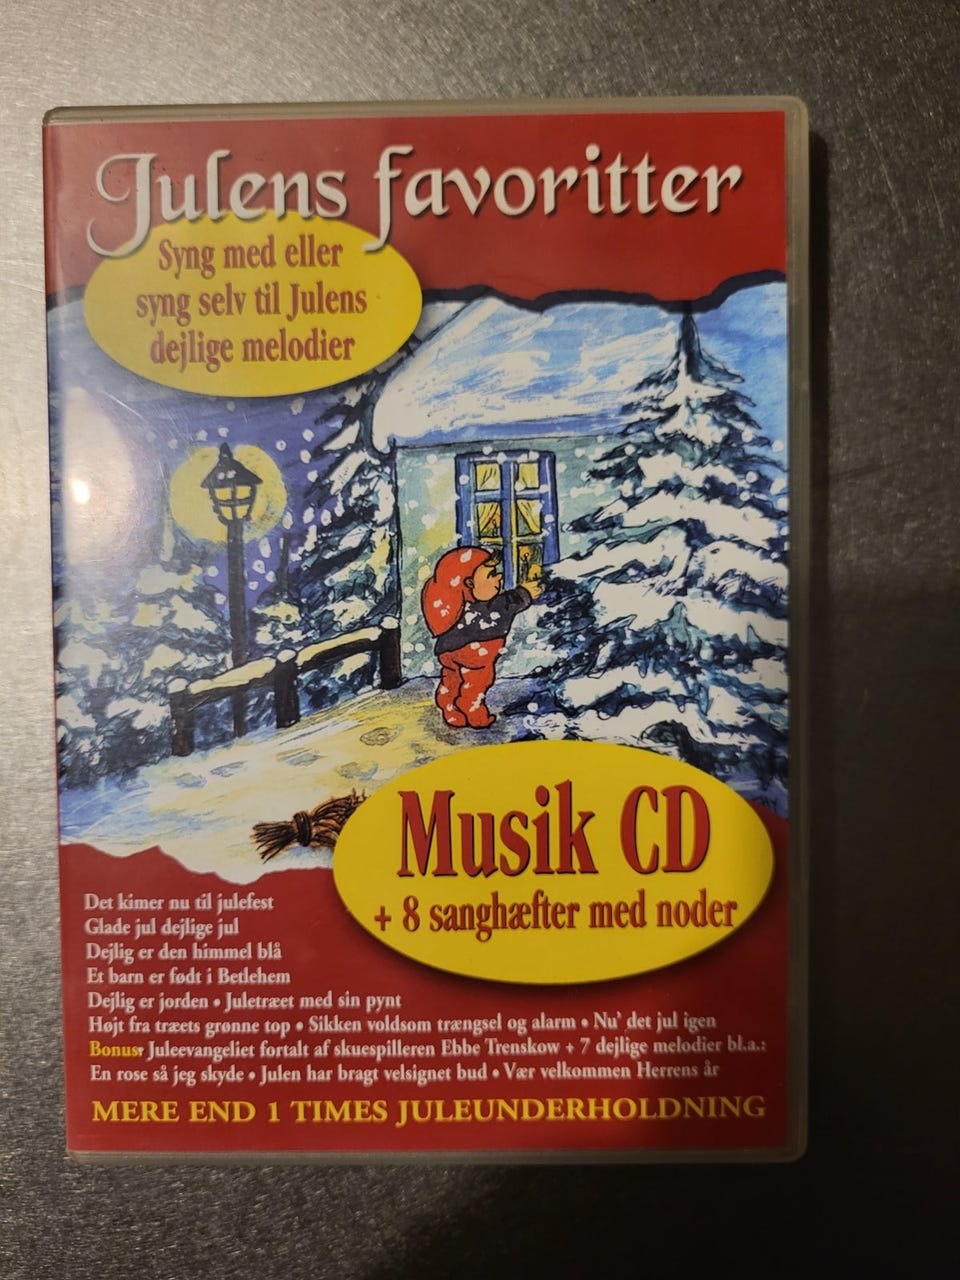 Julens favoritter
Syng med eller
syng selv til Julens
dejlige melodier
Musik CD
+ 8 sanghæfter med noder
Det kimer nu til julefest
Glade jul dejlige jul
Dejlig er den himmel blå
Et barn er født i Betlehem
Dejlig er jorden • Juletræet med sin pynt
Højt fra træets grønne top • Sikken voldsom trængsel og alarm • Nu' det jul igen
Bonus: Juleevangeliet fortalt af skuespilleren Ebbe Trenskow + 7 dejlige melodier bl.a.:
En rose så jeg skyde • Julen har bragt velsignet bud • Vær velkommen Herrens år
MERE END 1 TIMES JULEUNDERHOLDNING